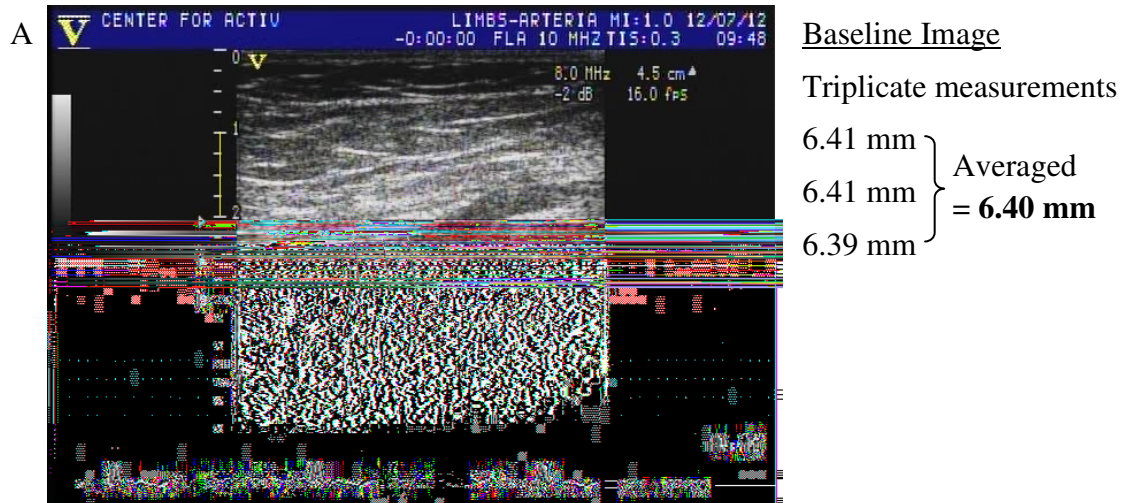 A
V CENTER FOR ACTIV LIMBS-ARTERIA MI:1.0 12/07/12
-0:00:00 FLA 10 MHZ TIS:0.3 09:48
0 V
8.0 MHz 4.5 cm
-2 dB 16.0 fps
1
2
Baseline Image
Triplicate measurements
6.41 mm
6.41 mm
6.39 mm
Averaged
= 6.40 mm